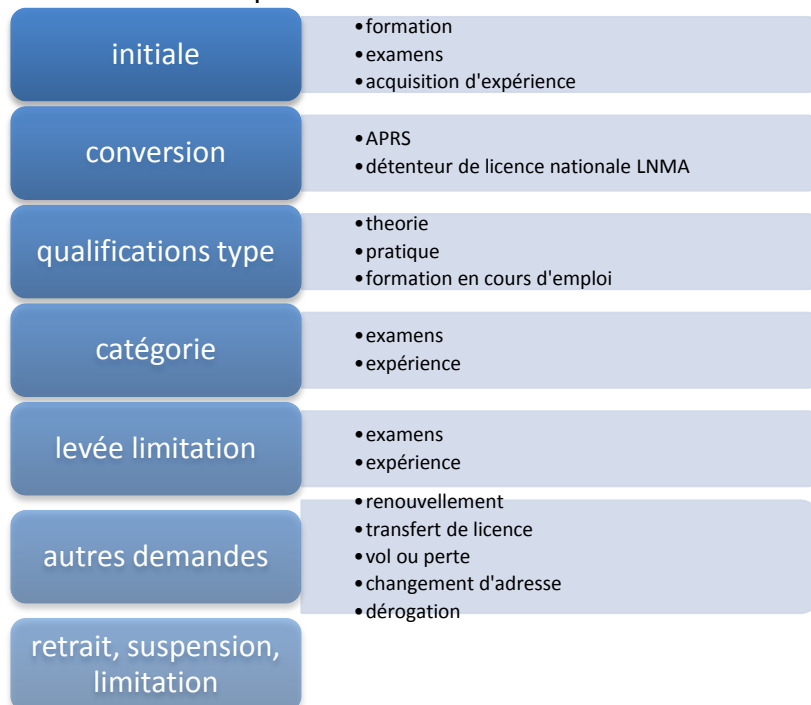 initiale
•formation
•examens
•acquisition d'expérience
conversion
•APRS
•détenteur de licence nationale LNMA
qualifications type
•theorie
•pratique
•formation en cours d'emploi
catégorie
•examens
•expérience
levée limitation
•examens
•expérience
autres demandes
•renouvellement
•transfert de licence
•vol ou perte
•changement d'adresse
•dérogation
retrait, suspension,
limitation